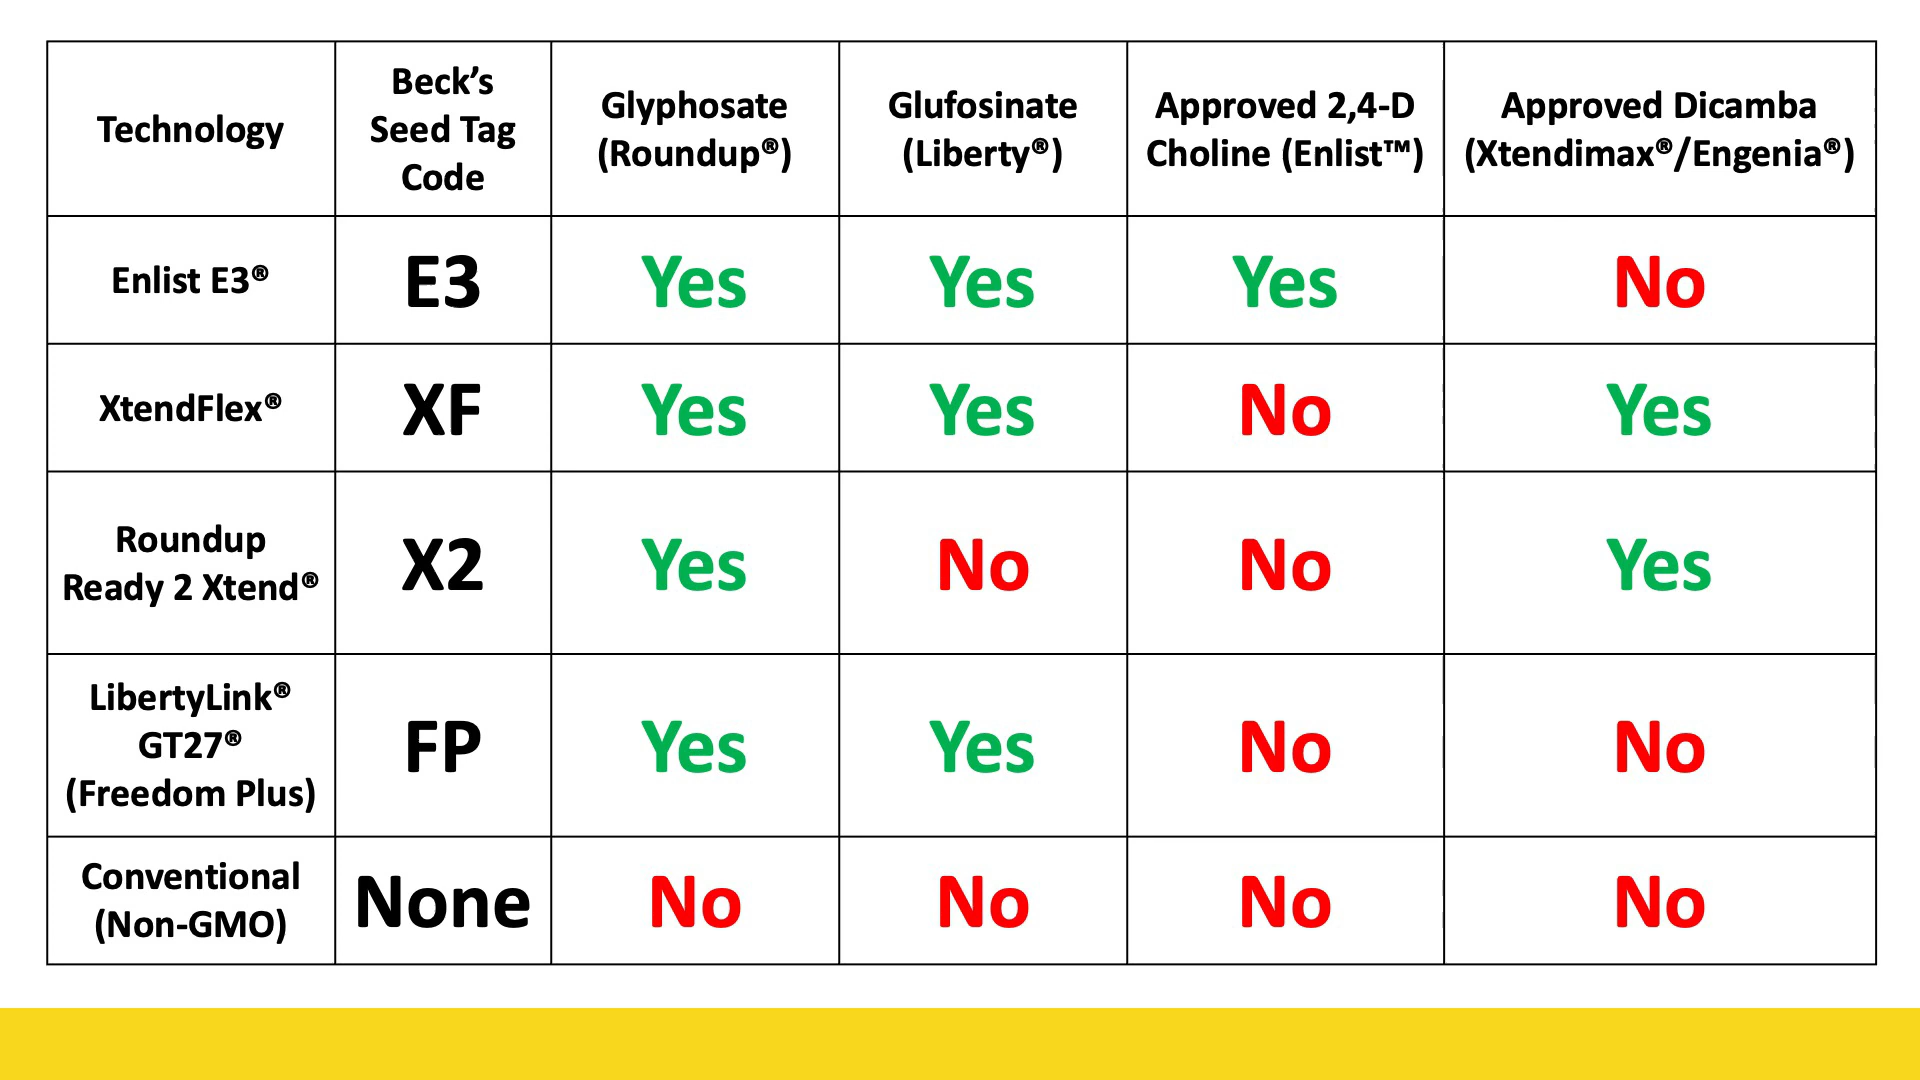 Technology
Beck’s
Seed Tag
Code
Glyphosate
(Roundup®)
Glufosinate
(Liberty®)
Approved 2,4-D
Choline (Enlist™)
Approved Dicamba
(Xtendimax®/Engenia®)
Enlist E3®
E3
Yes
Yes
Yes
No
XtendFlex®
XF
Yes
Yes
No
Yes
Roundup
Ready 2 Xtend®
X2
Yes
No
No
Yes
LibertyLink®
GT27®
(Freedom Plus)
FP
Yes
Yes
No
No
Conventional
(Non-GMO)
None
No
No
No
No